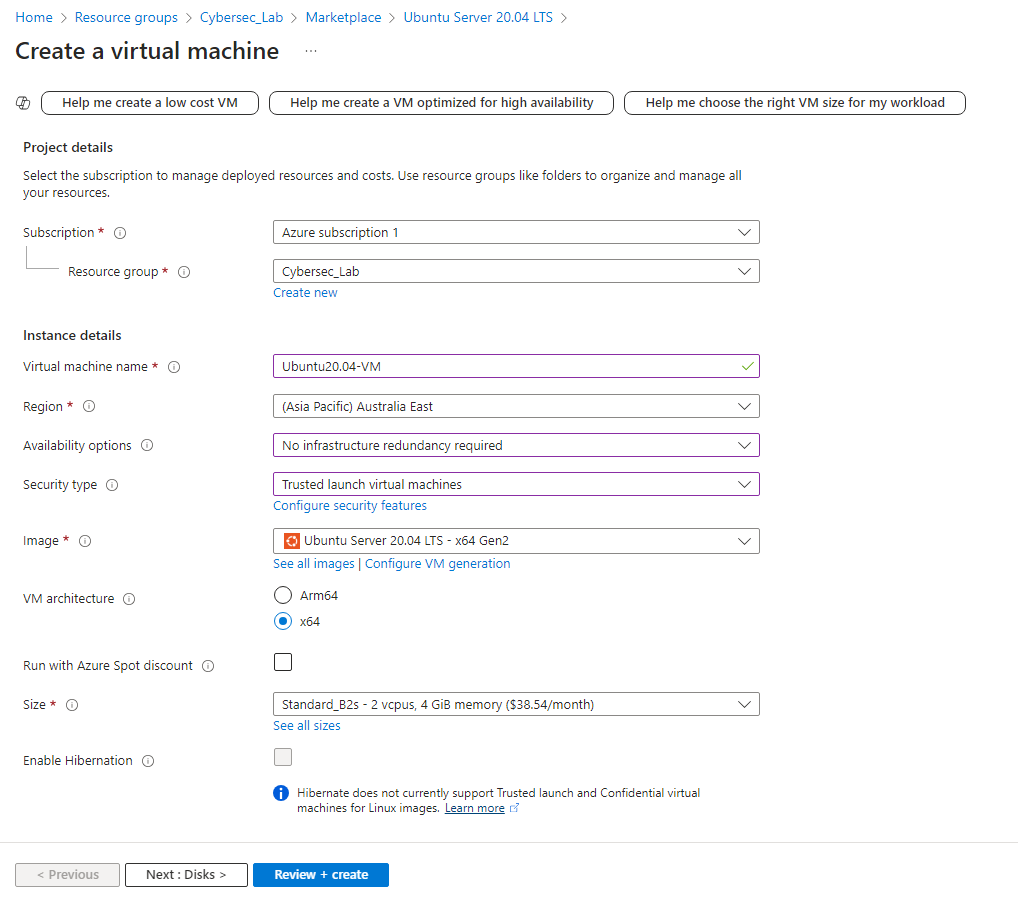 Home > Resource groups > Cybersec_Lab > Marketplace > Ubuntu Server 20.04 LTS >
Create a virtual machine ...
Help me create a low cost VM Help me create a VM optimized for high availability Help me choose the right VM size for my workload
Project details
Select the subscription to manage deployed resources and costs. Use resource groups like folders to organize and manage all
your resources.
Subscription * Azure subscription 1
Resource group * Cybersec_Lab
Create new
Instance details
Virtual machine name * Ubuntu20.04-VM
Region * (Asia Pacific) Australia East
Availability options No infrastructure redundancy required
Security type Trusted launch virtual machines
Configure security features
Image * Ubuntu Server 20.04 LTS - x64 Gen2
See all images | Configure VM generation
VM architecture Arm64
x64
Run with Azure Spot discount
Size * Standard_B2s - 2 vcpus, 4 GiB memory ($38.54/month)
See all sizes
Enable Hibernation
Hibernate does not currently support Trusted launch and Confidential virtual
machines for Linux images. Learn more
< Previous Next : Disks > Review + create